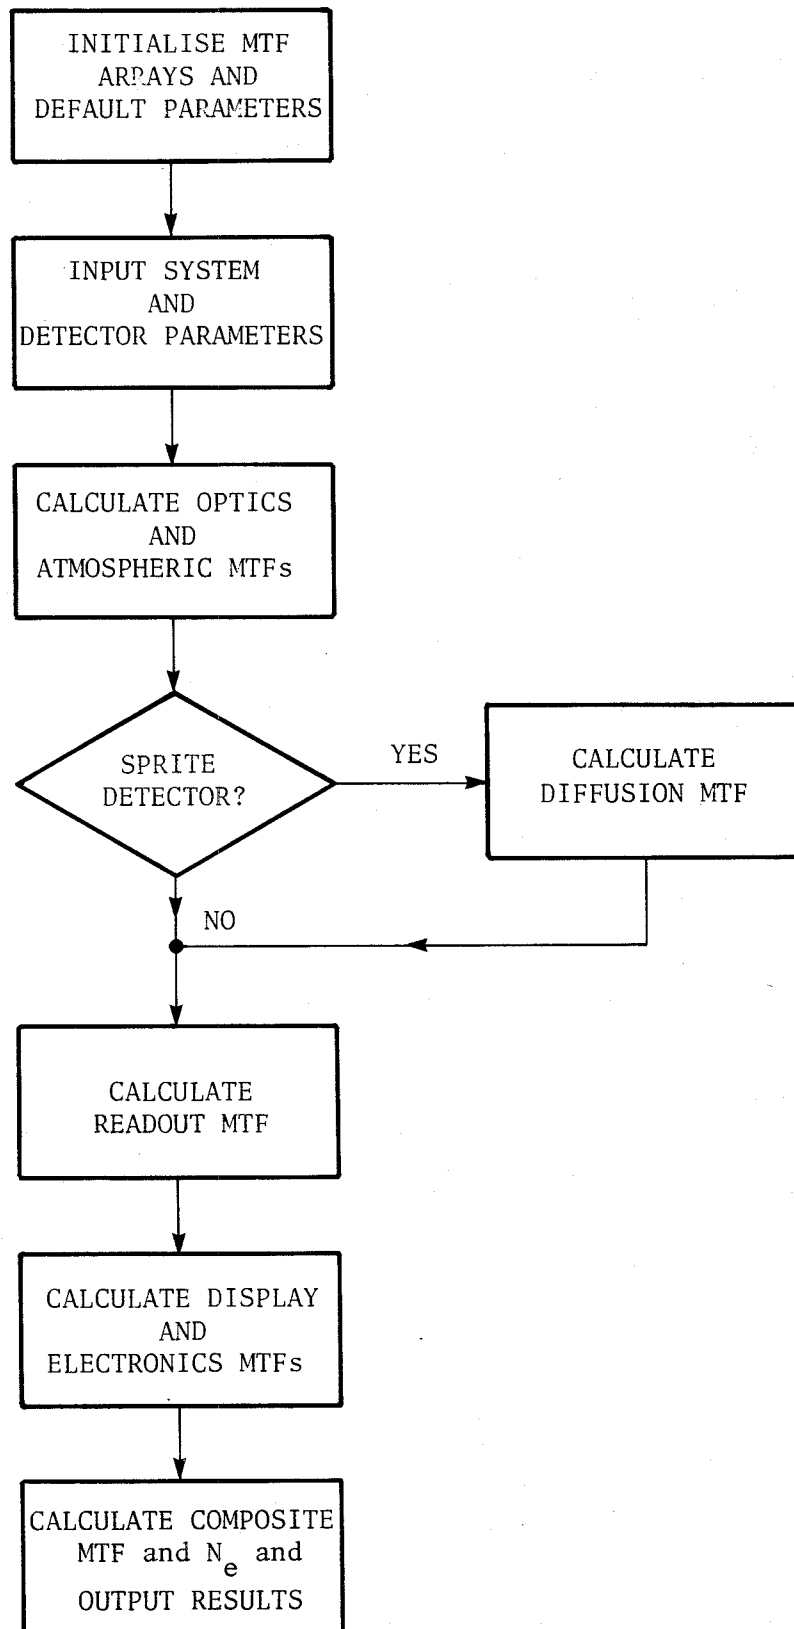 INITIALISE MTF
ARRAYS AND
DEFAULT PARAMETERS
INPUT SYSTEM
AND
DETECTOR PARAMETERS
CALCULATE OPTICS
AND
ATMOSPHERIC MTFs
SPRITE
DETECTOR?
YES
CALCULATE
DIFFUSION MTF
NO
CALCULATE
READOUT MTF
CALCULATE DISPLAY
AND
ELECTRONICS MTFs
CALCULATE COMPOSITE
MTF and N_e and
OUTPUT RESULTS